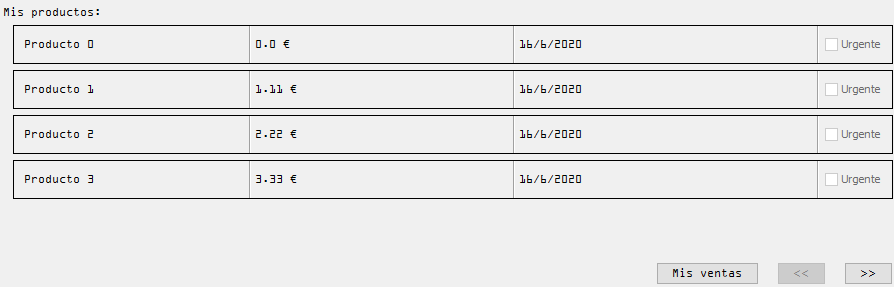 Mis productos:
Producto 0 0.0 € 16/6/2020 Urgente
Producto 1 1.11 € 16/6/2020 Urgente
Producto 2 2.22 € 16/6/2020 Urgente
Producto 3 3.33 € 16/6/2020 Urgente
Mis ventas << >>